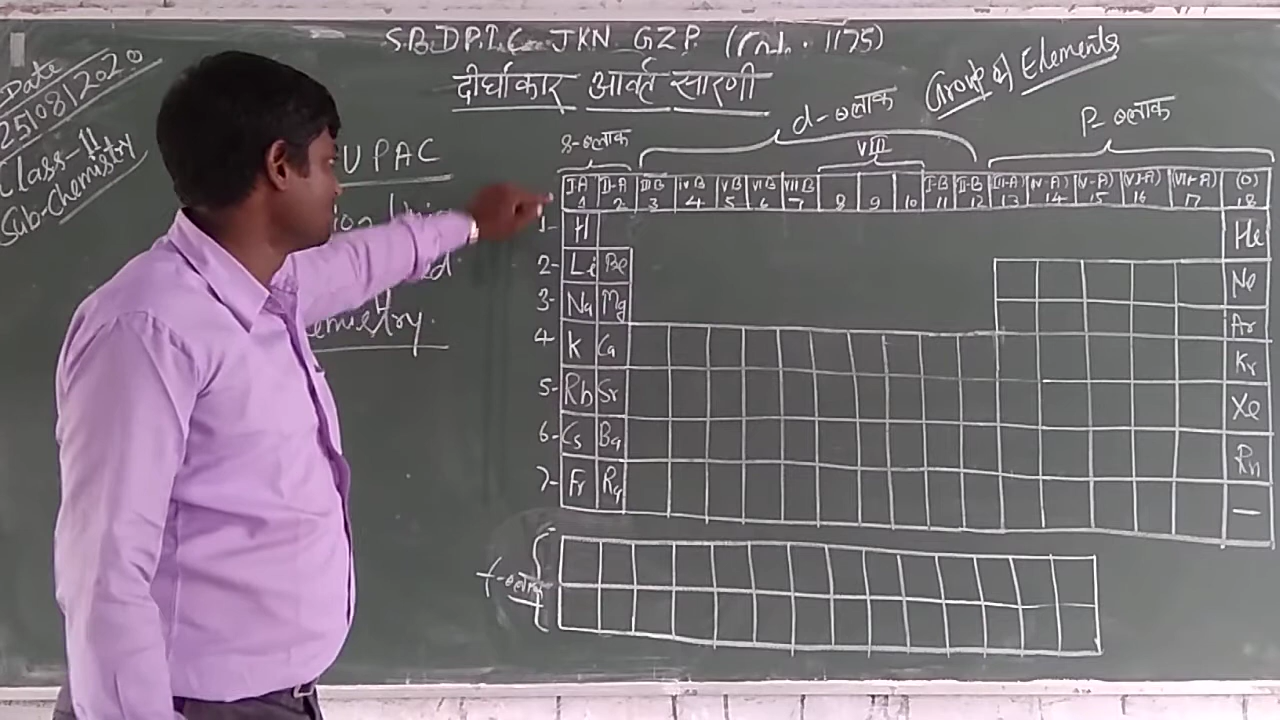 S.B.D.P.I.C. JKN. GZP. ( . 1175)
दीर्घाकार आवर्त सारणी
Group of Elements
Date
25/08/2020
Class-11
Sub-Chemistry
UPAC
emistry.
s-ब्लाक
d-ब्लाक
P-ब्लाक
VIII
I-A II-A III B IV B V B VI B VII B I-B II-B (III-A) (IV-A) (V-A) (VI-A) (VII-A) (0)
1 2 3 4 5 6 7 8 9 10 11 12 13 14 15 16 17 18
1- H He
2- Li Be Ne
3- Na Mg Ar
4- K Ca Kr
5- Rb Sr Xe
6- Cs Ba Rn
7- Fr Ra —
f-ब्लाक